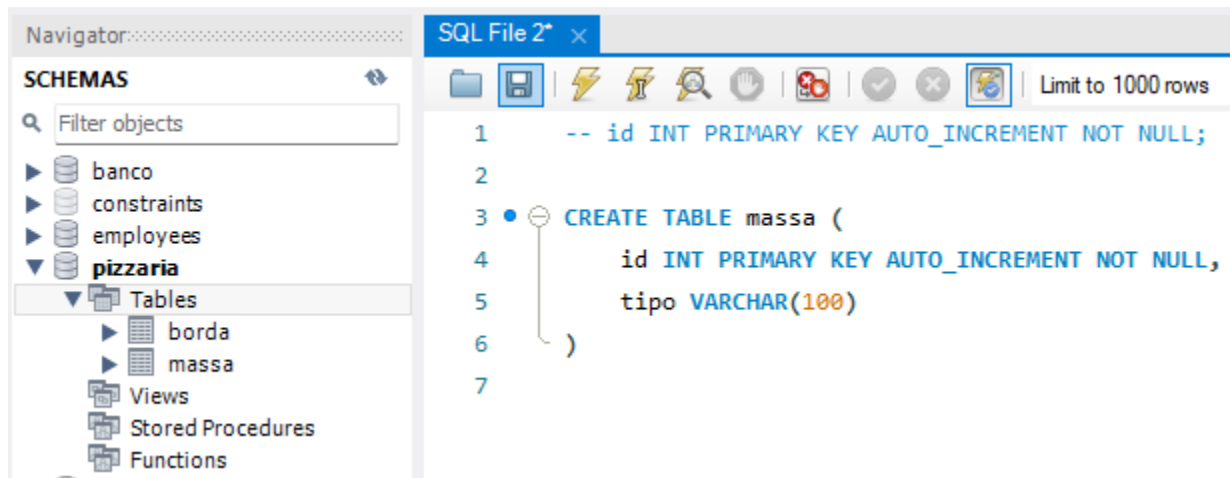 Navigator
SCHEMAS
Filter objects
banco
constraints
employees
pizzaria
Tables
borda
massa
Views
Stored Procedures
Functions
SQL File 2*
Limit to 1000 rows
1 -- id INT PRIMARY KEY AUTO_INCREMENT NOT NULL;
2
3 CREATE TABLE massa (
4 id INT PRIMARY KEY AUTO_INCREMENT NOT NULL,
5 tipo VARCHAR(100)
6 )
7